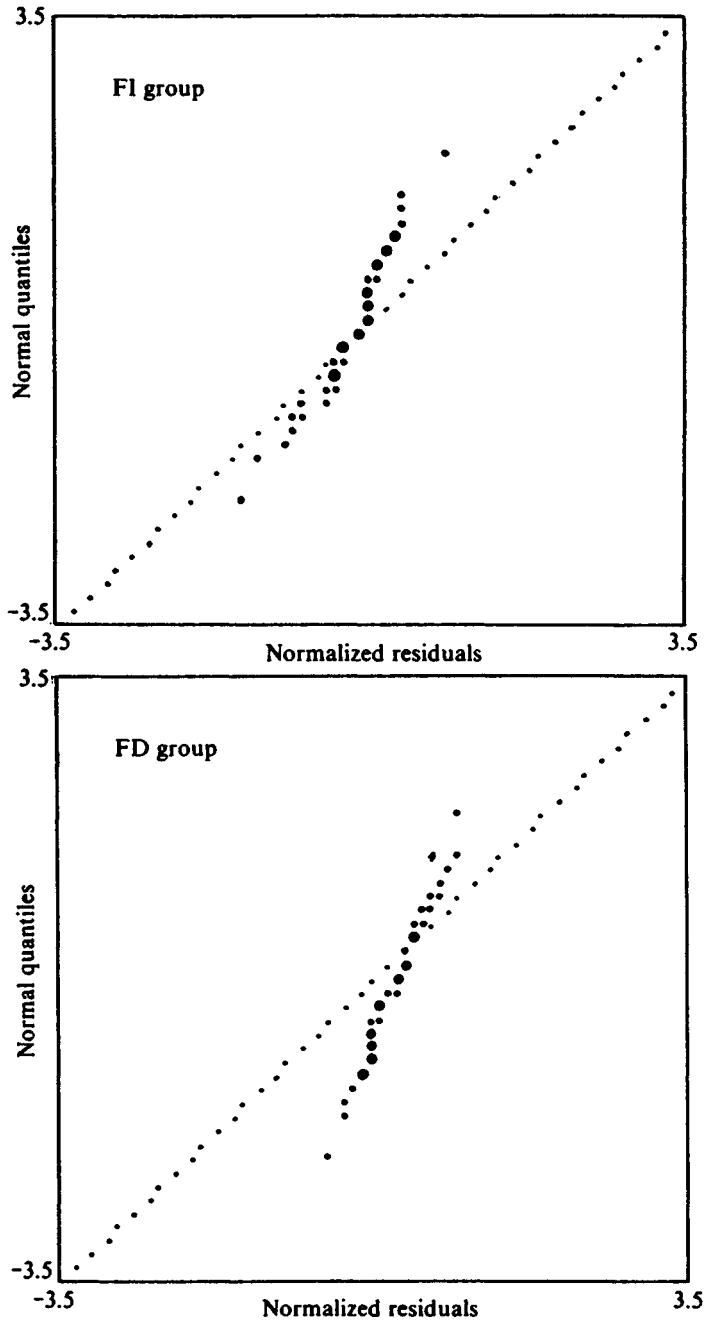 3.5
FI group
Normal quantiles
-3.5
-3.5
3.5
Normalized residuals
3.5
FD group
Normal quantiles
-3.5
-3.5
3.5
Normalized residuals